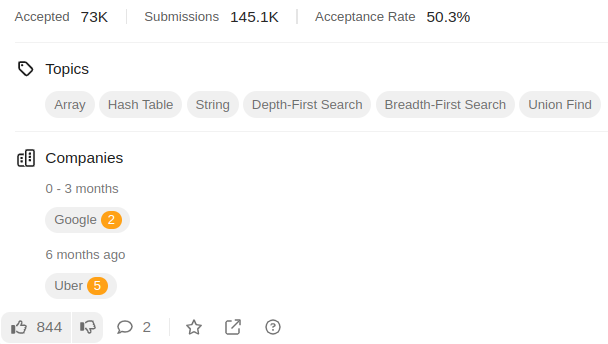 Accepted 73K Submissions 145.1K Acceptance Rate 50.3%
Topics
Array Hash Table String Depth-First Search Breadth-First Search Union Find
Companies
0 - 3 months
Google 2
6 months ago
Uber 5
844 2